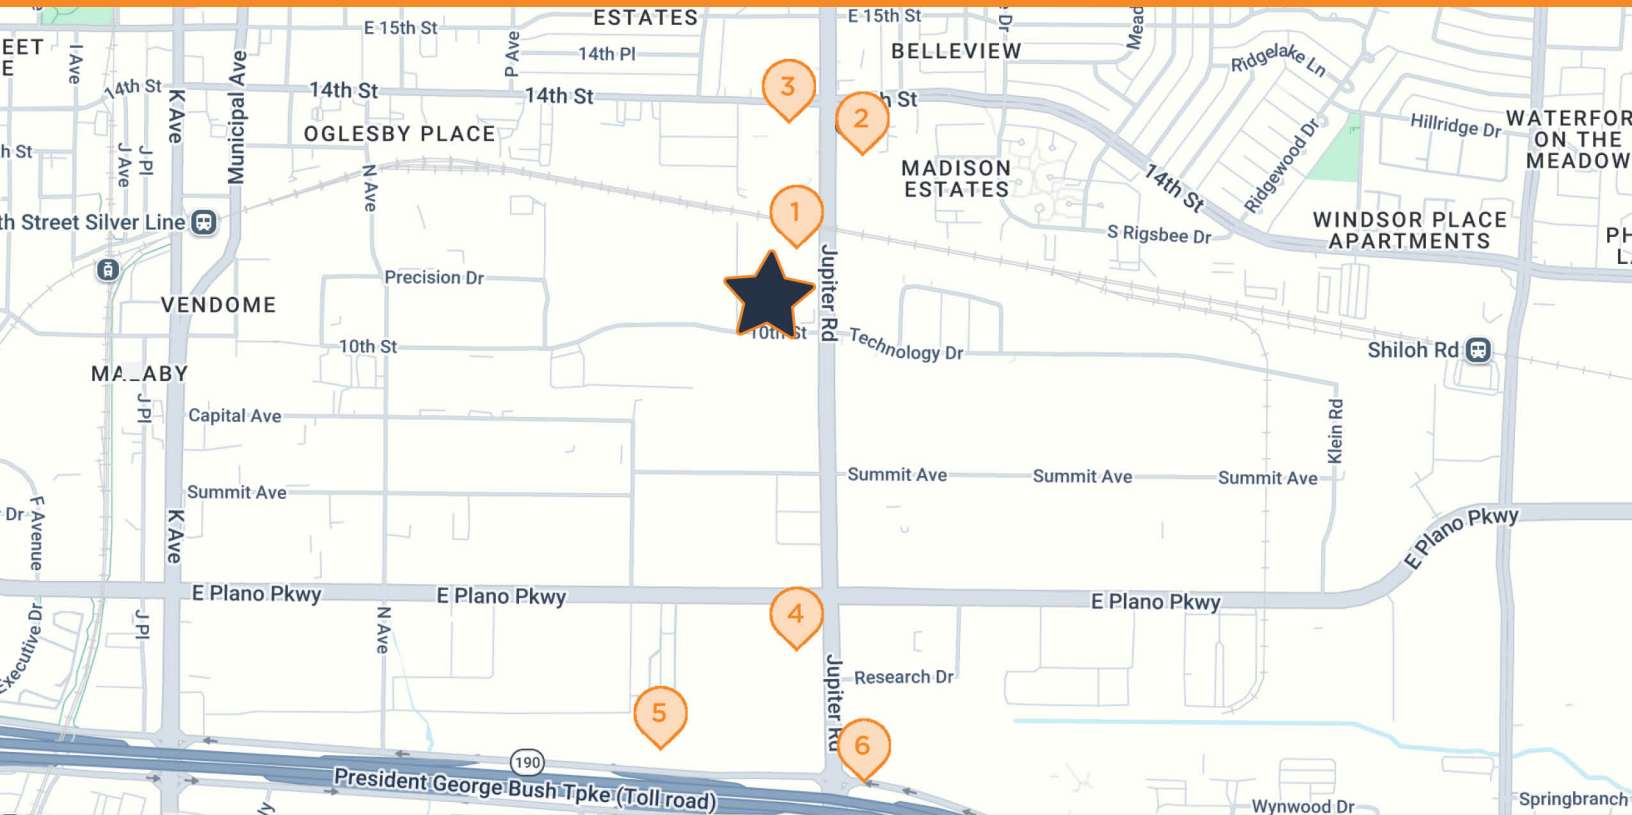 ESTATES
E 15th St
E 15th St
P Ave
14th Pl
BELLEVIEW
Ridgelake Ln
I Ave
14th St
K Ave
Municipal Ave
14th St
14th St
3
h St
2
OGLESBY PLACE
Hillridge Dr
WATERFOR
ON THE
MEADOW
h St
J Ave
J Pl
N Ave
MADISON
ESTATES
14th St
Ridgewood Dr
1
th Street Silver Line
S Rigsbee Dr
WINDSOR PLACE
APARTMENTS
Precision Dr
Jupiter Rd
VENDOME
10th St
10th St
Technology Dr
Shiloh Rd
J Pl
Capital Ave
Klein Rd
Summit Ave
Summit Ave
Summit Ave
Summit Ave
F Avenue
Dr
K Ave
E Plano Pkwy
E Plano Pkwy
E Plano Pkwy
E Plano Pkwy
4
Executive Dr
J Pl
N Ave
Jupiter Rd
Research Dr
5
6
190
President George Bush Tpke (Toll road)
Wynwood Dr
Springbranch